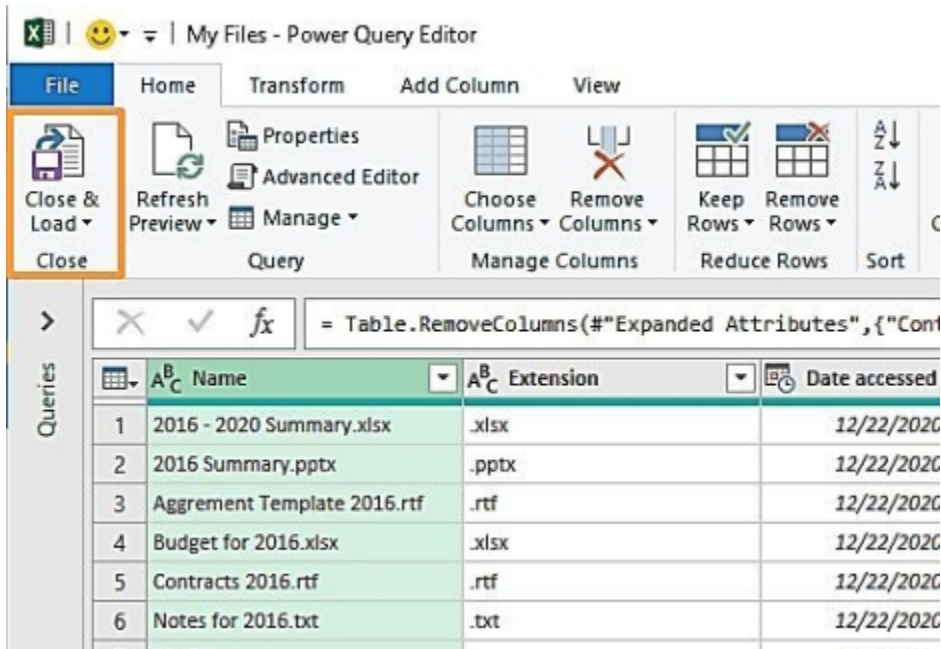 My Files - Power Query Editor
File Home Transform Add Column View
Close & Load
Close
Refresh Preview
Properties
Advanced Editor
Manage
Query
Choose Columns
Remove Columns
Manage Columns
Keep Rows
Remove Rows
Reduce Rows
Sort
fx = Table.RemoveColumns(#"Expanded Attributes",{"Cont
Queries
ABC Name ABC Extension Date accessed
1 2016 - 2020 Summary.xlsx .xlsx 12/22/2020
2 2016 Summary.pptx .pptx 12/22/2020
3 Aggrement Template 2016.rtf .rtf 12/22/2020
4 Budget for 2016.xlsx .xlsx 12/22/2020
5 Contracts 2016.rtf .rtf 12/22/2020
6 Notes for 2016.txt .txt 12/22/2020